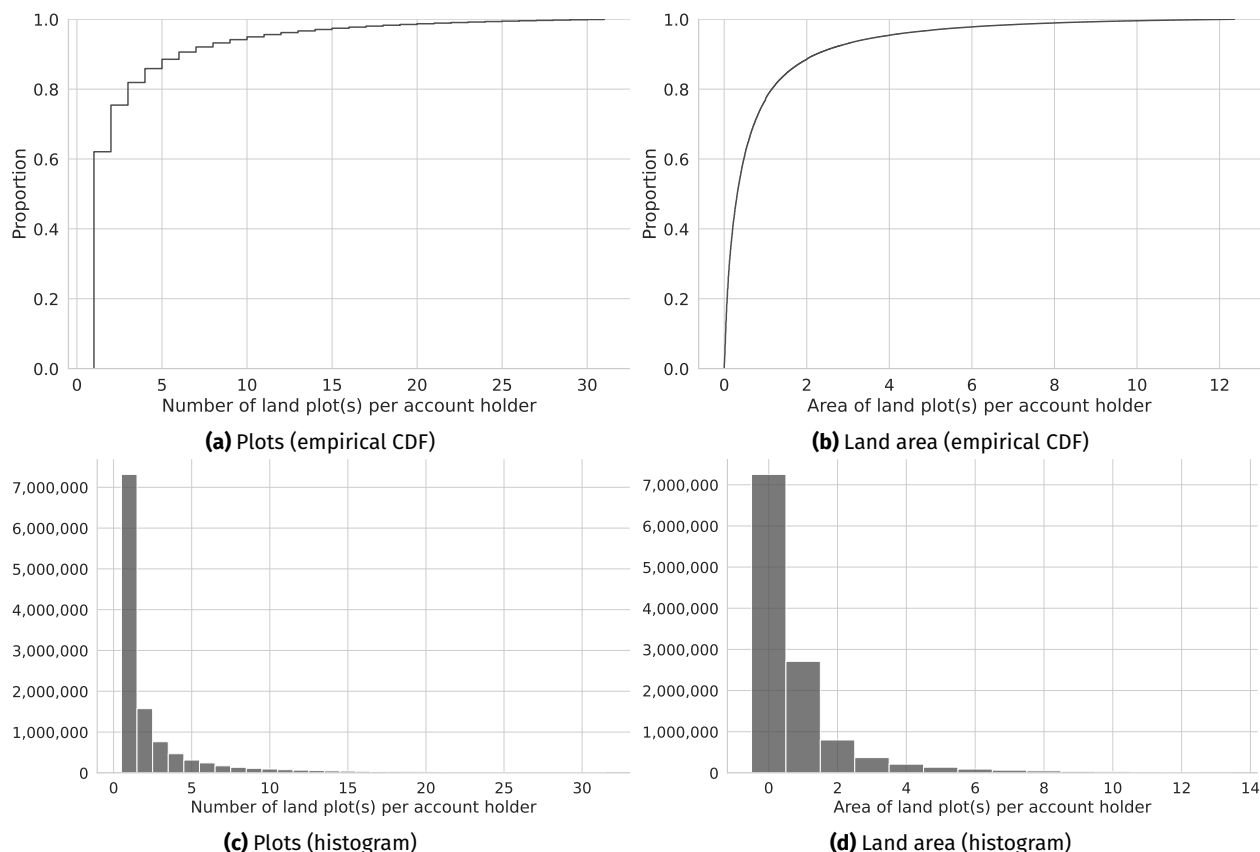 1.0
0.8
0.6
0.4
0.2
0.0
Proportion
0 5 10 15 20 25 30
Number of land plot(s) per account holder
(a) Plots (empirical CDF)
1.0
0.8
0.6
0.4
0.2
0.0
Proportion
0 2 4 6 8 10 12
Area of land plot(s) per account holder
(b) Land area (empirical CDF)
7,000,000
6,000,000
5,000,000
4,000,000
3,000,000
2,000,000
1,000,000
0
0 5 10 15 20 25 30
Number of land plot(s) per account holder
(c) Plots (histogram)
7,000,000
6,000,000
5,000,000
4,000,000
3,000,000
2,000,000
1,000,000
0
0 2 4 6 8 10 12 14
Area of land plot(s) per account holder
(d) Land area (histogram)